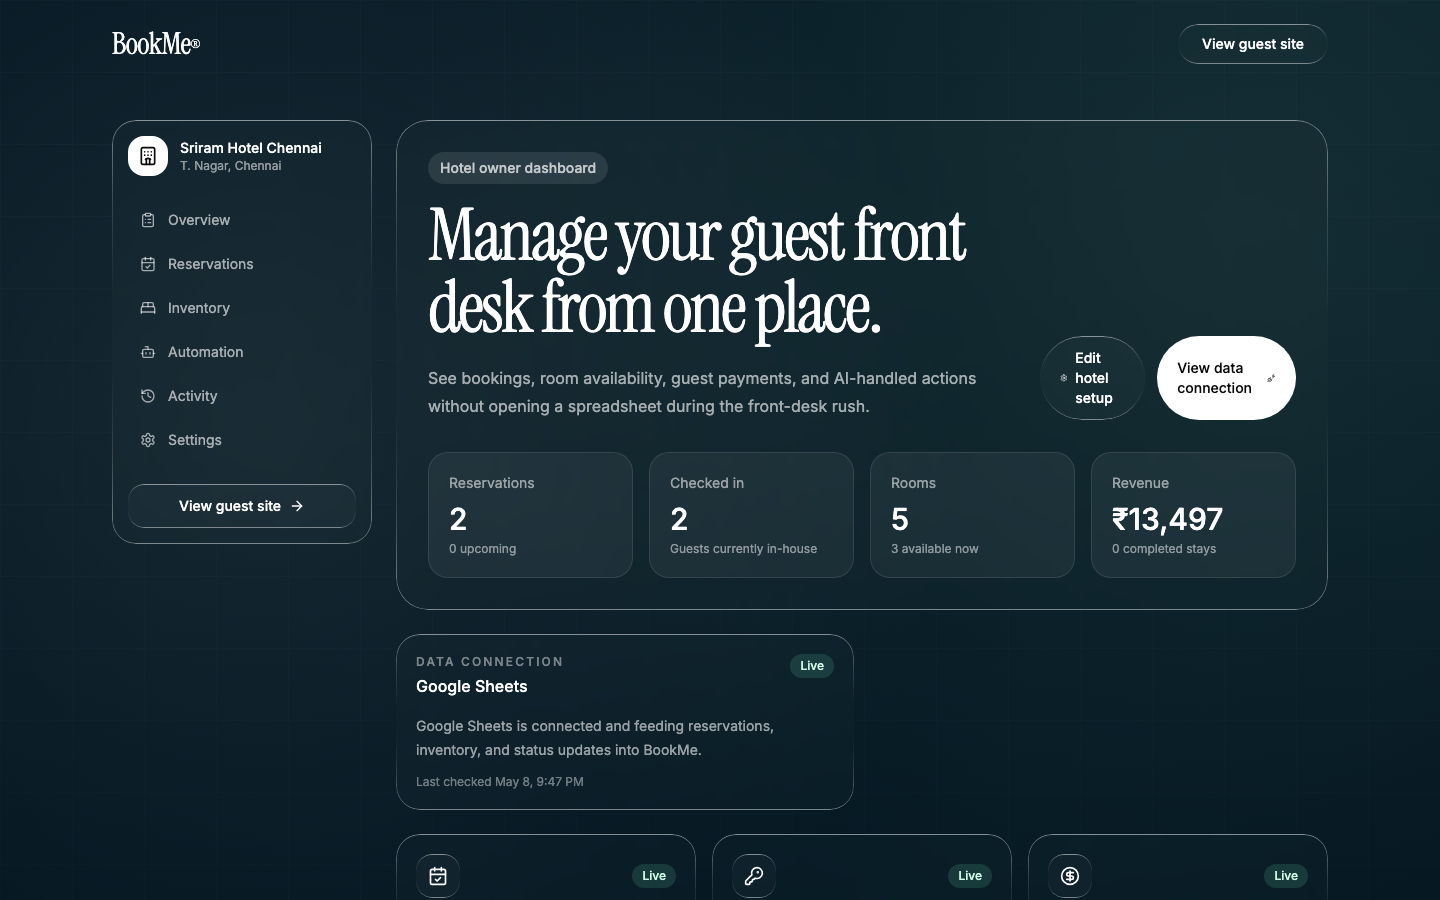 BookMe®
View guest site
Sriram Hotel Chennai
T. Nagar, Chennai
Overview
Reservations
Inventory
Automation
Activity
Settings
View guest site
Hotel owner dashboard
Manage your guest front
desk from one place.
See bookings, room availability, guest payments, and AI-handled actions
without opening a spreadsheet during the front-desk rush.
Edit
hotel
setup
View data
connection
Reservations
2
0 upcoming
Checked in
2
Guests currently in-house
Rooms
5
3 available now
Revenue
₹13,497
0 completed stays
DATA CONNECTION
Live
Google Sheets
Google Sheets is connected and feeding reservations,
inventory, and status updates into BookMe.
Last checked May 8, 9:47 PM
Live
Live
Live